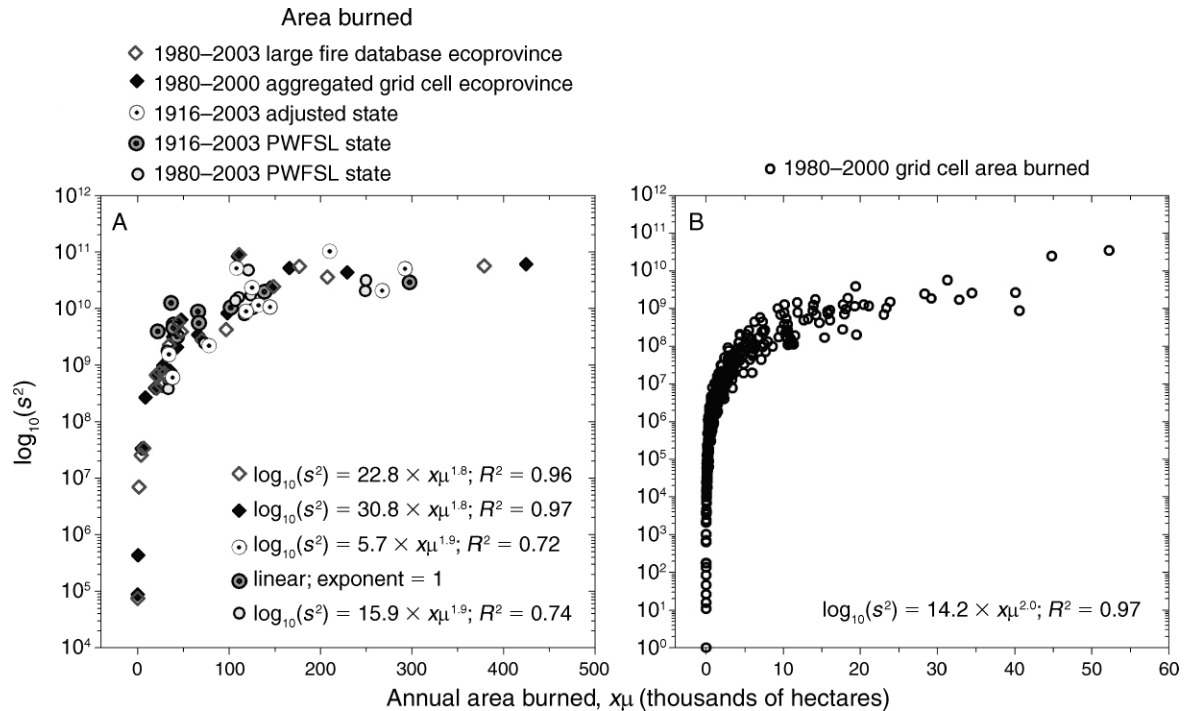 Area burned
1980–2003 large fire database ecoprovince
1980–2000 aggregated grid cell ecoprovince
1916–2003 adjusted state
1916–2003 PWFSL state
1980–2003 PWFSL state
A
log₁₀(s²)
10¹²
10¹¹
10¹⁰
10⁹
10⁸
10⁷
10⁶
10⁵
10⁴
log₁₀(s²) = 22.8 × xμ¹·⁸; R² = 0.96
log₁₀(s²) = 30.8 × xμ¹·⁸; R² = 0.97
log₁₀(s²) = 5.7 × xμ¹·⁹; R² = 0.72
linear; exponent = 1
log₁₀(s²) = 15.9 × xμ¹·⁹; R² = 0.74
0 100 200 300 400 500
1980–2000 grid cell area burned
B
10¹²
10¹¹
10¹⁰
10⁹
10⁸
10⁷
10⁶
10⁵
10⁴
10³
10²
10¹
10⁰
log₁₀(s²) = 14.2 × xμ²·⁰; R² = 0.97
0 10 20 30 40 50 60
Annual area burned, xμ (thousands of hectares)